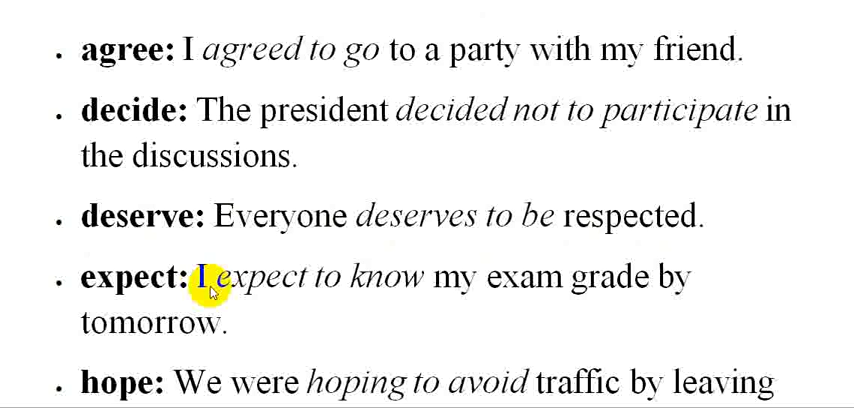 • agree: I agreed to go to a party with my friend.
• decide: The president decided not to participate in
the discussions.
• deserve: Everyone deserves to be respected.
• expect: I expect to know my exam grade by
tomorrow.
• hope: We were hoping to avoid traffic by leaving